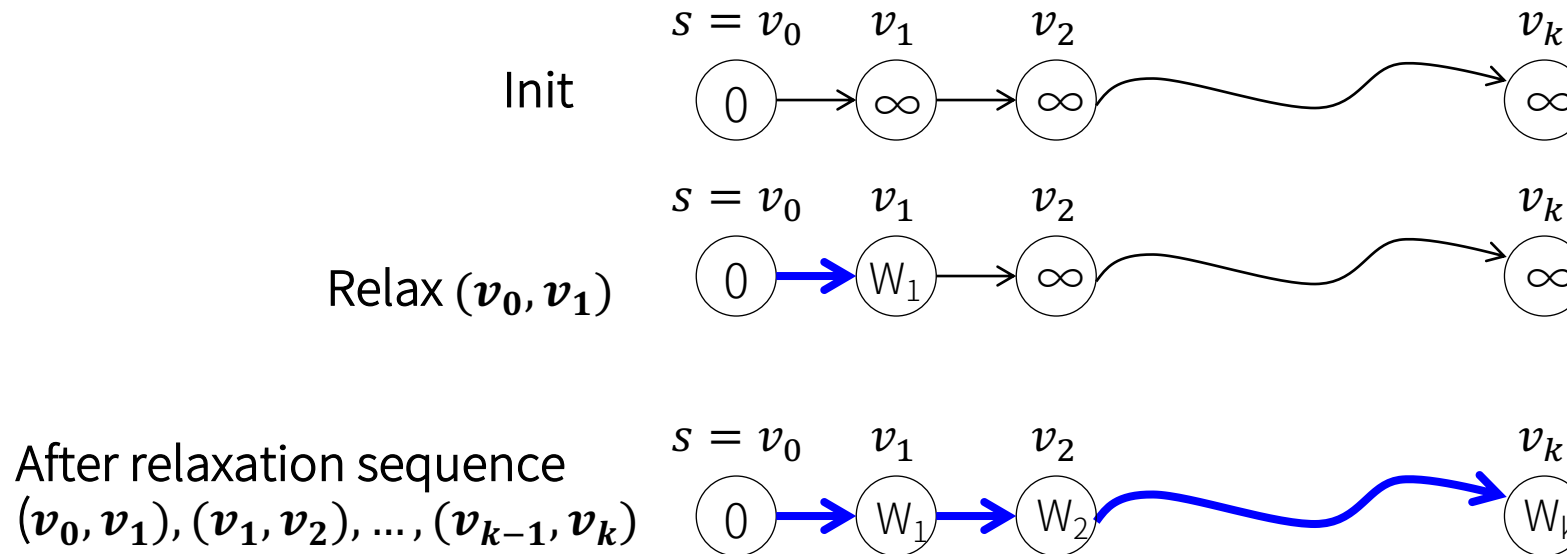 s = v₀ v₁ v₂ vₖ
Init 0 ∞ ∞ ∞
s = v₀ v₁ v₂ vₖ
Relax (v₀, v₁) 0 W₁ ∞ ∞
s = v₀ v₁ v₂ vₖ
After relaxation sequence
(v₀, v₁), (v₁, v₂), ... , (vₖ₋₁, vₖ) 0 W₁ W₂ Wₖ